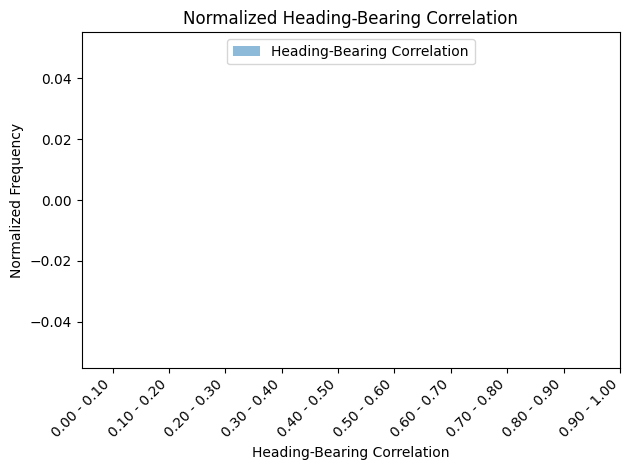 Normalized Heading-Bearing Correlation
Heading-Bearing Correlation
0.04
0.02
0.00
−0.02
−0.04
Normalized Frequency
0.00 - 0.10
0.10 - 0.20
0.20 - 0.30
0.30 - 0.40
0.40 - 0.50
0.50 - 0.60
0.60 - 0.70
0.70 - 0.80
0.80 - 0.90
0.90 - 1.00
Heading-Bearing Correlation